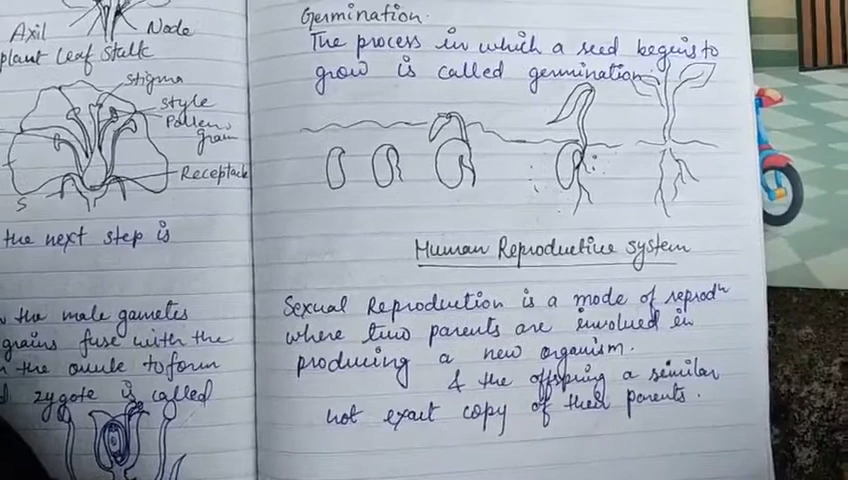 Axil Node
plant Leaf Stalk
Stigma
Style
Pollen
grain
Receptacle
S
the next step is
the male gametes
grains fuse with the
the ovule to form
zygote is called
Germination.
The process in which a seed begins to
grow is called germination
Human Reproductive system
Sexual Reproduction is a mode of reprodn
where two parents are involved in
producing a new organism.
& the offspring a similar
not exact copy of their parents.